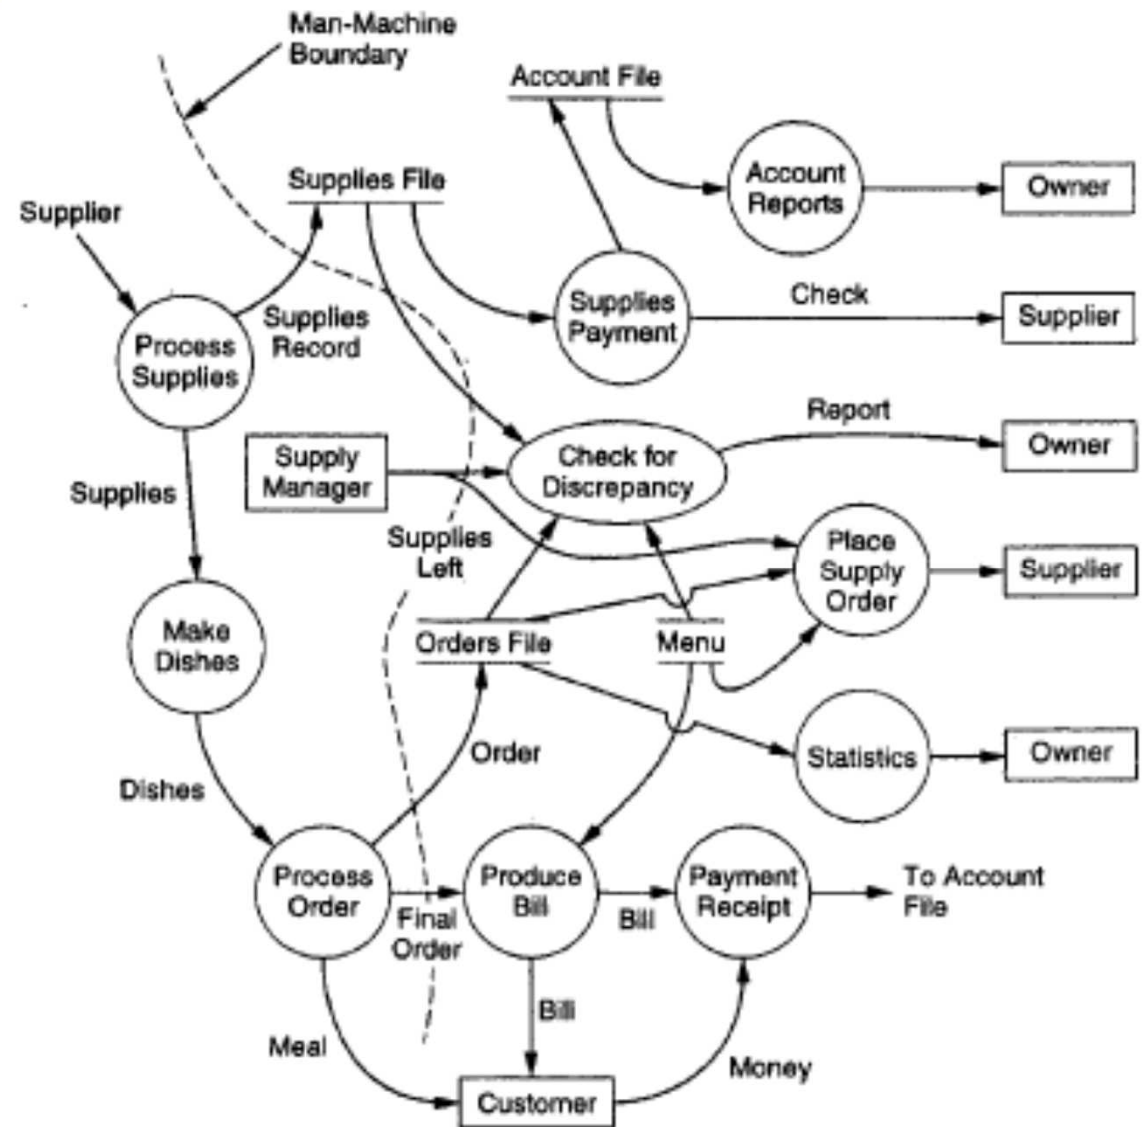 Man-Machine
Boundary
Account File
Supplies File
Account
Reports
Owner
Supplier
Supplies
Record
Supplies
Payment
Check
Supplier
Process
Supplies
Report
Supply
Manager
Check for
Discrepancy
Owner
Supplies
Supplies
Left
Place
Supply
Order
Supplier
Make
Dishes
Orders File
Menu
Order
Statistics
Owner
Dishes
Process
Order
Final
Order
Produce
Bill
Bill
Payment
Receipt
To Account
File
Bill
Meal
Money
Customer